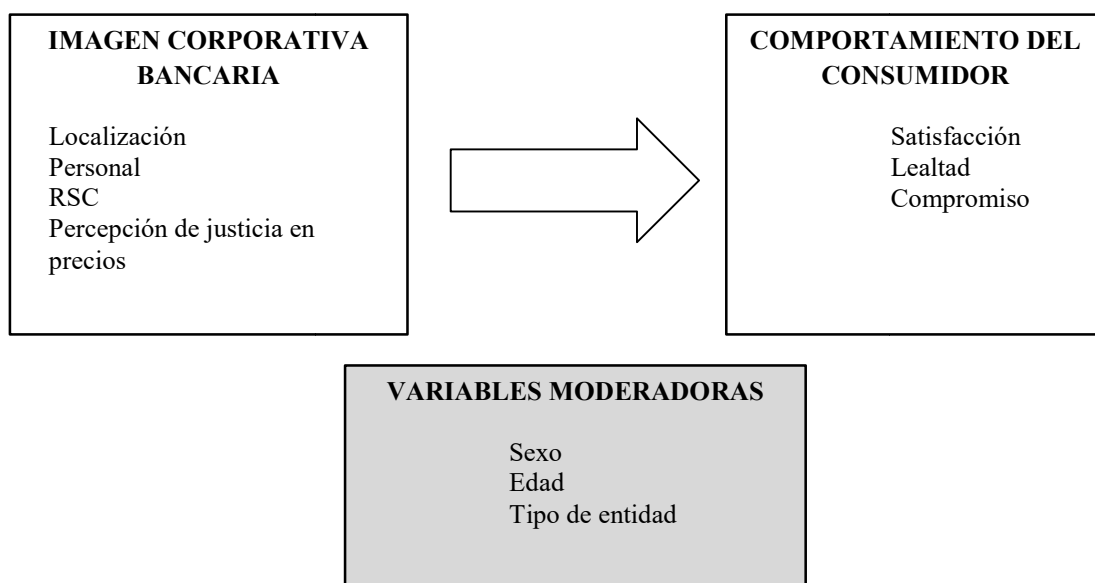 IMAGEN CORPORATIVA
BANCARIA
Localización
Personal
RSC
Percepción de justicia en
precios
COMPORTAMIENTO DEL
CONSUMIDOR
Satisfacción
Lealtad
Compromiso
VARIABLES MODERADORAS
Sexo
Edad
Tipo de entidad